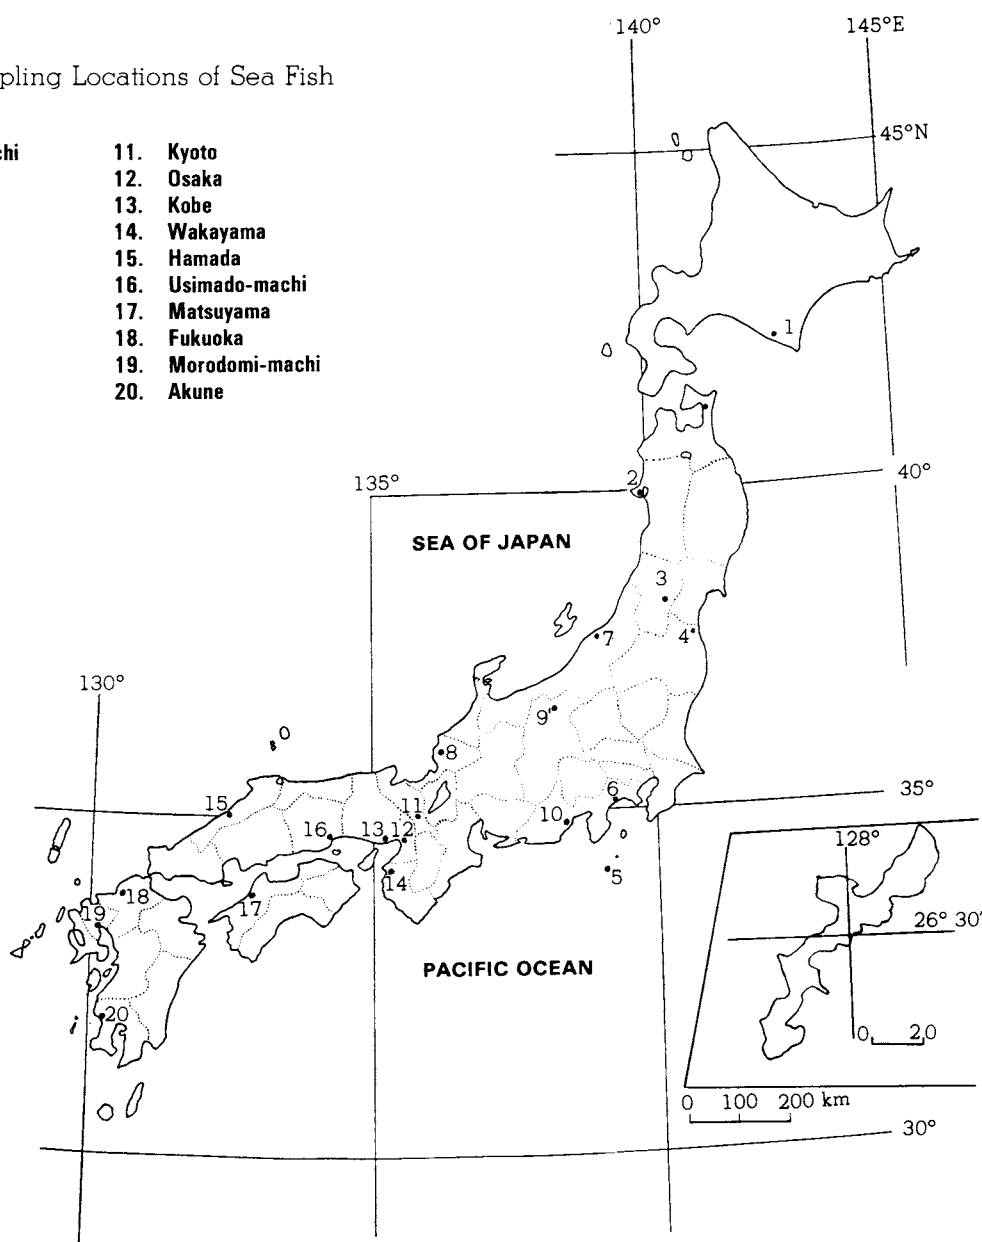 140°
145°E
pling Locations of Sea Fish
45°N
chi
11. Kyoto
12. Osaka
13. Kobe
14. Wakayama
15. Hamada
16. Usimado-machi
17. Matsuyama
18. Fukuoka
19. Morodomi-machi
20. Akune
1
135°
2
40°
SEA OF JAPAN
3
7
4
130°
9
8
6
35°
15
11
10
16
13 12
128°
5
14
18
17
19
26° 30'
PACIFIC OCEAN
20
0 20
0 100 200 km
30°